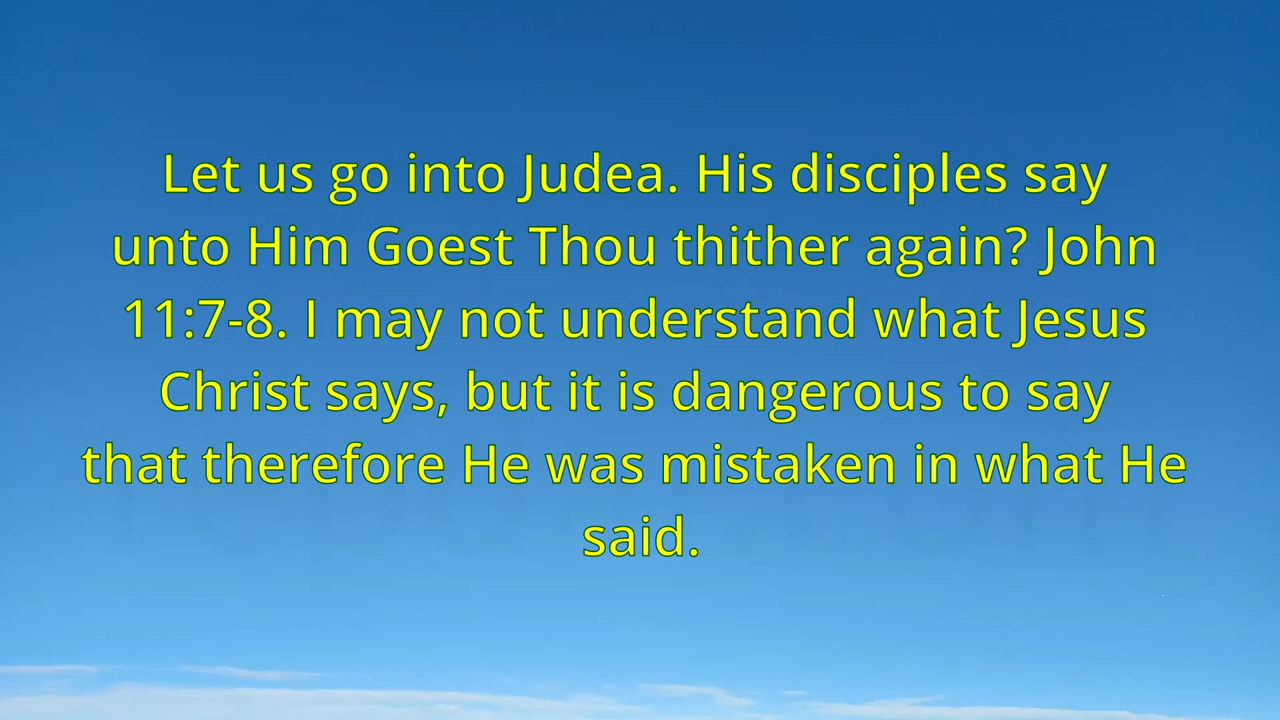 Let us go into Judea. His disciples say
unto Him Goest Thou thither again? John
11:7-8. I may not understand what Jesus
Christ says, but it is dangerous to say
that therefore He was mistaken in what He
said.